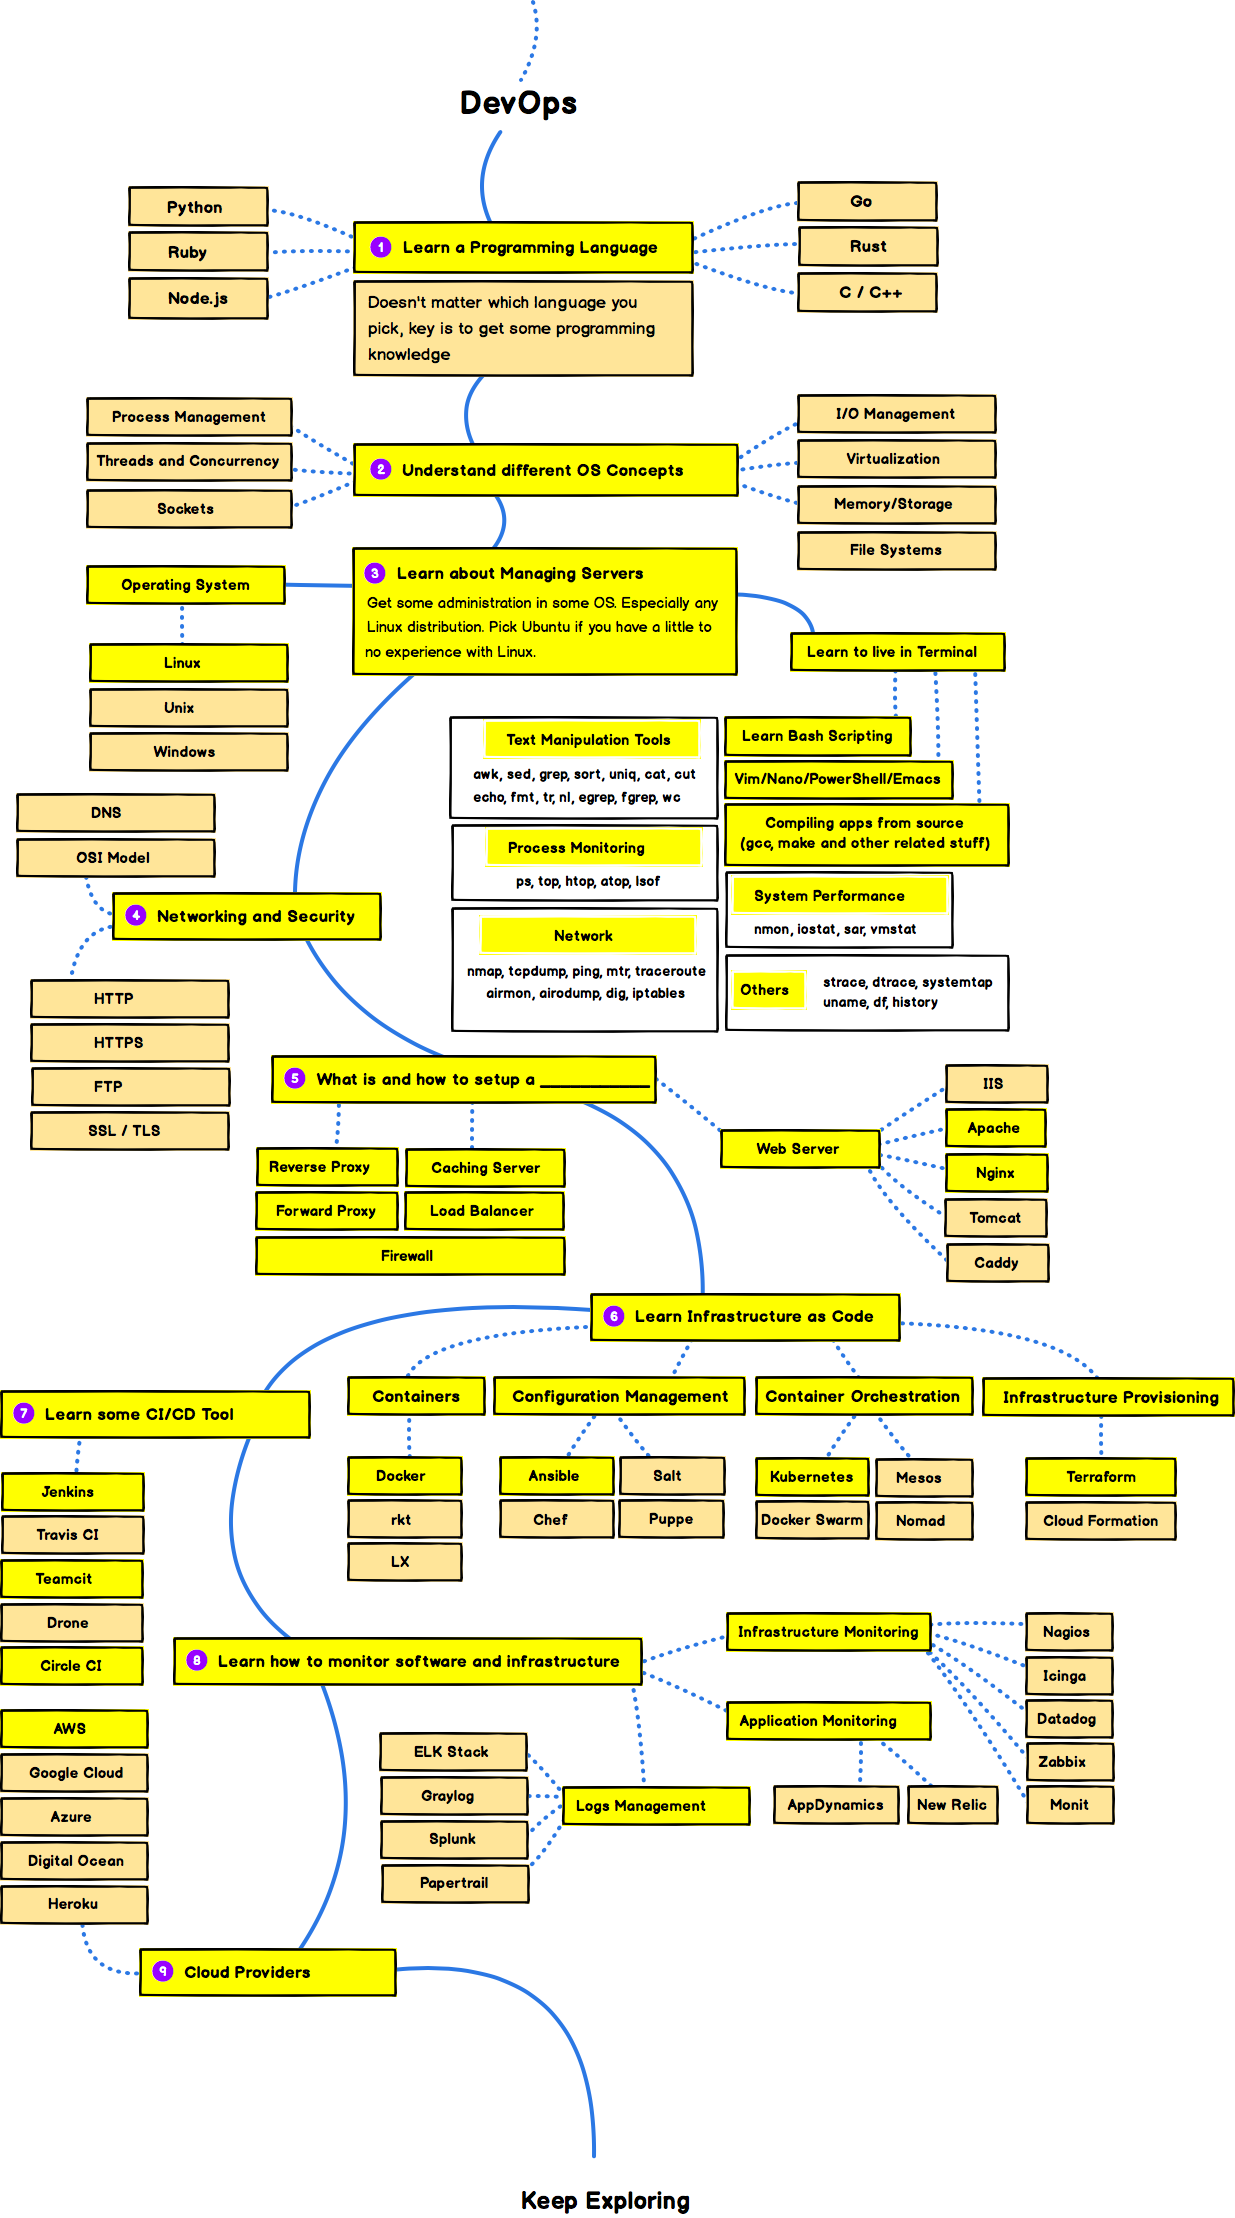 DevOps
Python
Ruby
Node.js
1 Learn a Programming Language
Doesn't matter which language you
pick, key is to get some programming
knowledge
Go
Rust
C / C++
Process Management
Threads and Concurrency
Sockets
2 Understand different OS Concepts
I/O Management
Virtualization
Memory/Storage
File Systems
Operating System
Linux
Unix
Windows
3 Learn about Managing Servers
Get some administration in some OS. Especially any
Linux distribution. Pick Ubuntu if you have a little to
no experience with Linux.
Learn to live in Terminal
Text Manipulation Tools
awk, sed, grep, sort, uniq, cat, cut
echo, fmt, tr, nl, egrep, fgrep, wc
Process Monitoring
ps, top, htop, atop, lsof
Network
nmap, tcpdump, ping, mtr, traceroute
airmon, airodump, dig, iptables
Learn Bash Scripting
Vim/Nano/PowerShell/Emacs
Compiling apps from source
(gcc, make and other related stuff)
System Performance
nmon, iostat, sar, vmstat
Others
strace, dtrace, systemtap
uname, df, history
DNS
OSI Model
4 Networking and Security
HTTP
HTTPS
FTP
SSL / TLS
5 What is and how to setup a ____________
Reverse Proxy
Caching Server
Forward Proxy
Load Balancer
Firewall
Web Server
IIS
Apache
Nginx
Tomcat
Caddy
6 Learn Infrastructure as Code
Containers
Docker
rkt
LX
Configuration Management
Ansible
Salt
Chef
Puppe
Container Orchestration
Kubernetes
Mesos
Docker Swarm
Nomad
Infrastructure Provisioning
Terraform
Cloud Formation
7 Learn some CI/CD Tool
Jenkins
Travis CI
Teamcit
Drone
Circle CI
8 Learn how to monitor software and infrastructure
Infrastructure Monitoring
Nagios
Icinga
Datadog
Zabbix
Monit
Application Monitoring
AppDynamics
New Relic
Logs Management
ELK Stack
Graylog
Splunk
Papertrail
AWS
Google Cloud
Azure
Digital Ocean
Heroku
9 Cloud Providers
Keep Exploring